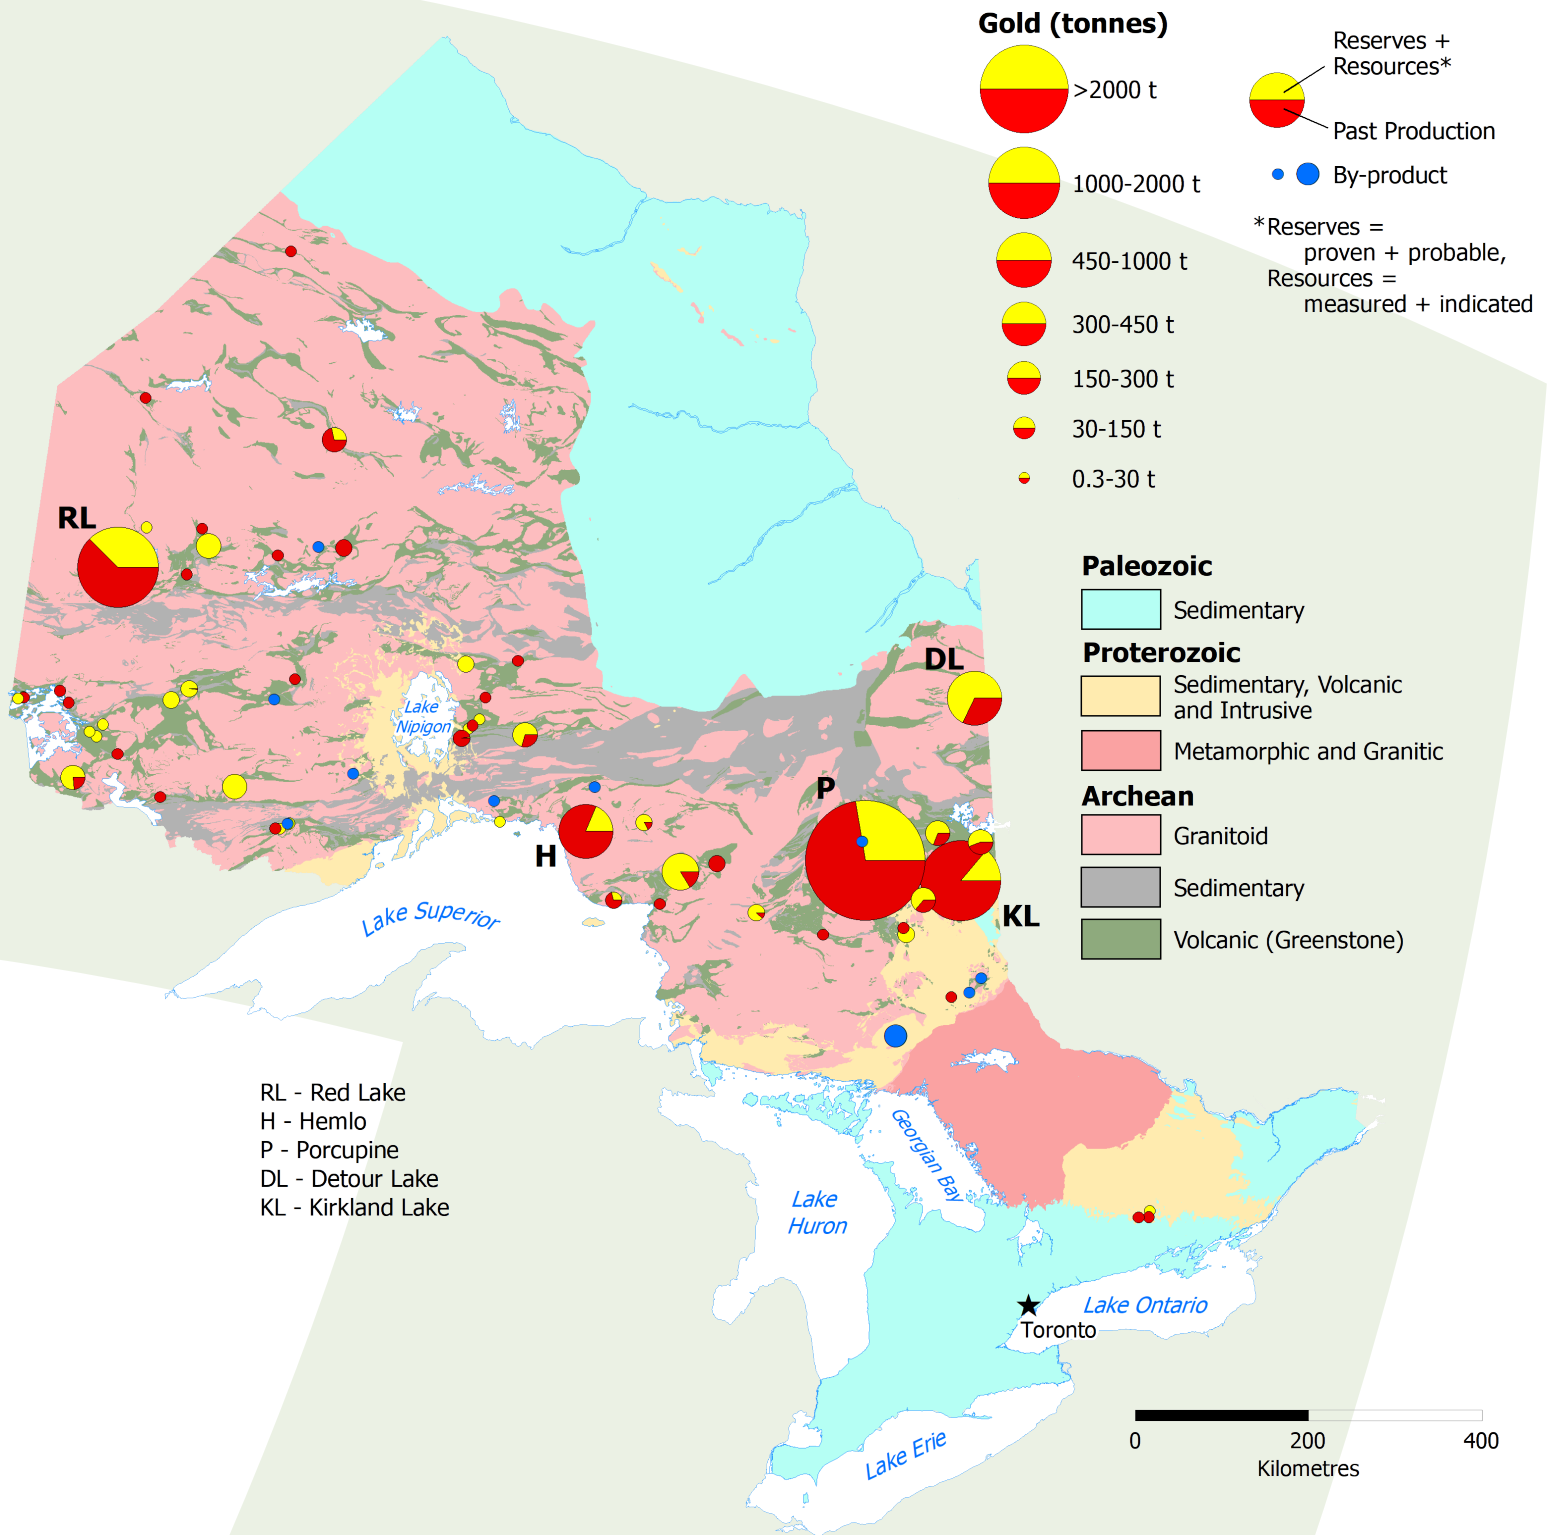 Gold (tonnes)
>2000 t
1000-2000 t
450-1000 t
300-450 t
150-300 t
30-150 t
0.3-30 t
Reserves +
Resources*
Past Production
By-product
*Reserves =
proven + probable,
Resources =
measured + indicated
RL
DL
P
H
KL
Lake
Nipigon
Lake Superior
Georgian Bay
Lake
Huron
Lake Ontario
Toronto
Lake Erie
Paleozoic
Sedimentary
Proterozoic
Sedimentary, Volcanic
and Intrusive
Metamorphic and Granitic
Archean
Granitoid
Sedimentary
Volcanic (Greenstone)
RL - Red Lake
H - Hemlo
P - Porcupine
DL - Detour Lake
KL - Kirkland Lake
0 200 400
Kilometres